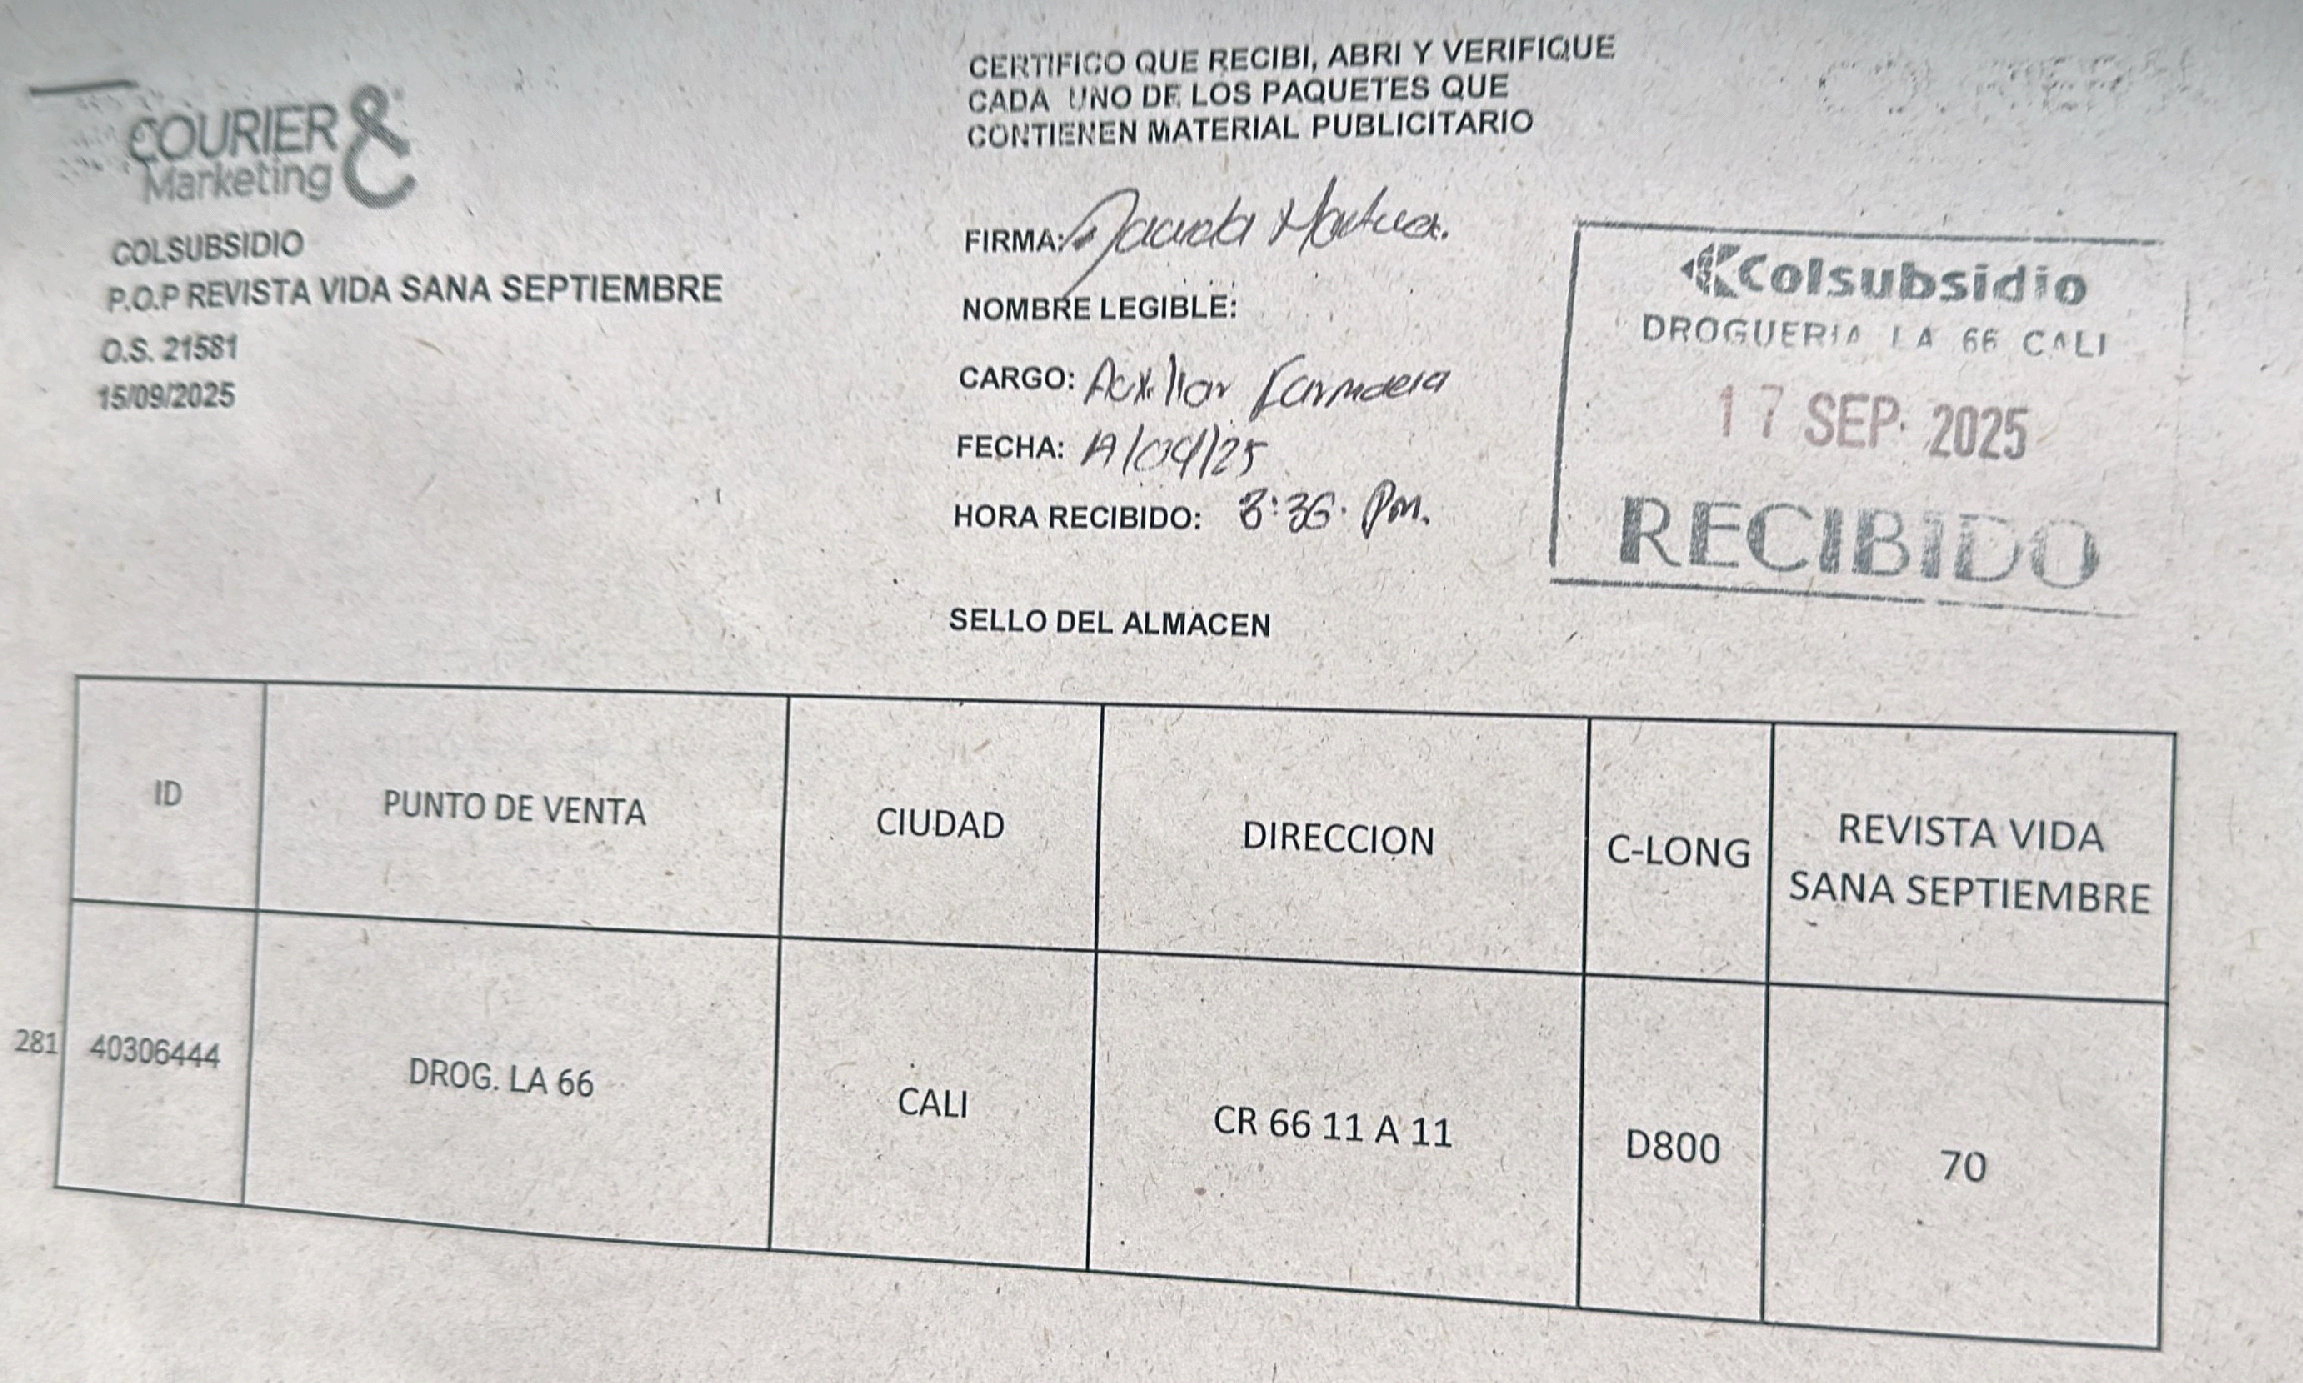 COURIER &
Marketing
COLSUBSIDIO
P.O.P REVISTA VIDA SANA SEPTIEMBRE
O.S. 21581
15/09/2025
CERTIFICO QUE RECIBI, ABRI Y VERIFIQUE
CADA UNO DE LOS PAQUETES QUE
CONTIENEN MATERIAL PUBLICITARIO
FIRMA:
NOMBRE LEGIBLE:
CARGO: Auxiliar
FECHA:
HORA RECIBIDO: 3:36 Pm.
SELLO DEL ALMACEN
Colsubsidio
DROGUERIA LA 66 CALI
17 SEP. 2025
RECIBIDO
ID PUNTO DE VENTA CIUDAD DIRECCION C-LONG REVISTA VIDA SANA SEPTIEMBRE
281 40306444 DROG. LA 66 CALI CR 66 11 A 11 D800 70